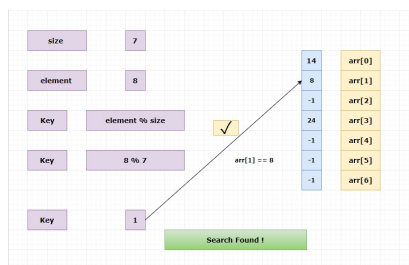 size 7
element 8
Key element % size
Key 8 % 7
Key 1
14 arr[0]
8 arr[1]
-1 arr[2]
24 arr[3]
-1 arr[4]
-1 arr[5]
-1 arr[6]
arr[1] == 8
Search Found !